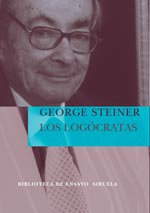 GEORGE STEINER
LOS LOGÓCRATAS
BIBLIOTECA DE ENSAYO SIRUELA